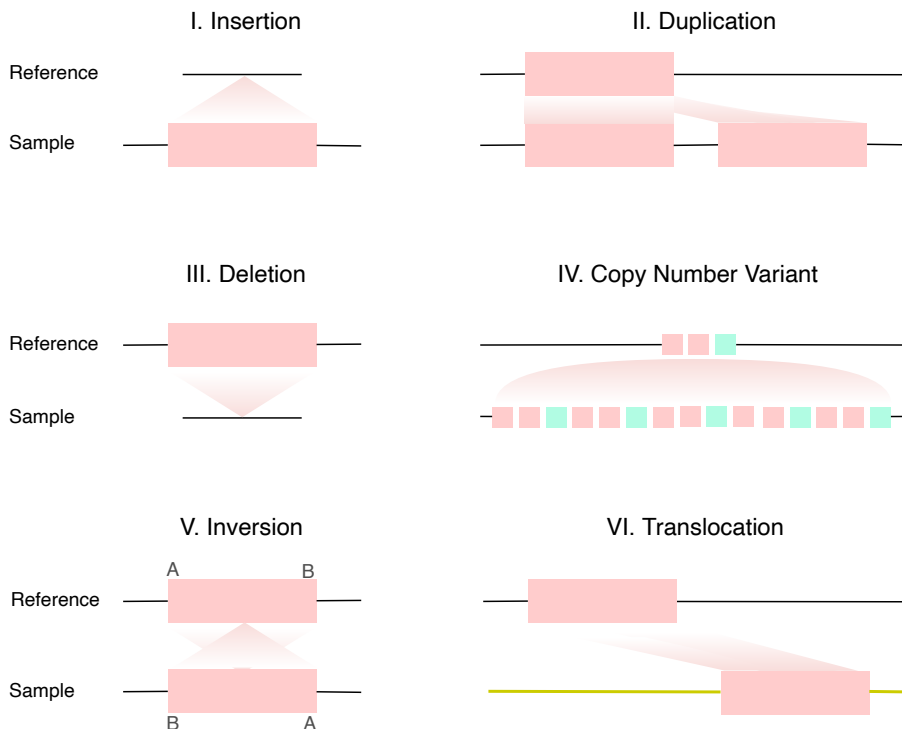 I. Insertion
II. Duplication
Reference
Sample
III. Deletion
IV. Copy Number Variant
Reference
Sample
V. Inversion
VI. Translocation
A B
Reference
Sample
B A